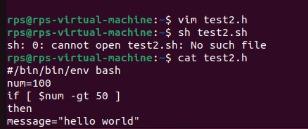 rps@rps-virtual-machine:~$ vim test2.h
rps@rps-virtual-machine:~$ sh test2.sh
sh: 0: cannot open test2.sh: No such file
rps@rps-virtual-machine:~$ cat test2.h
#/bin/bin/env bash
num=100
if [ $num -gt 50 ]
then
message="hello world"